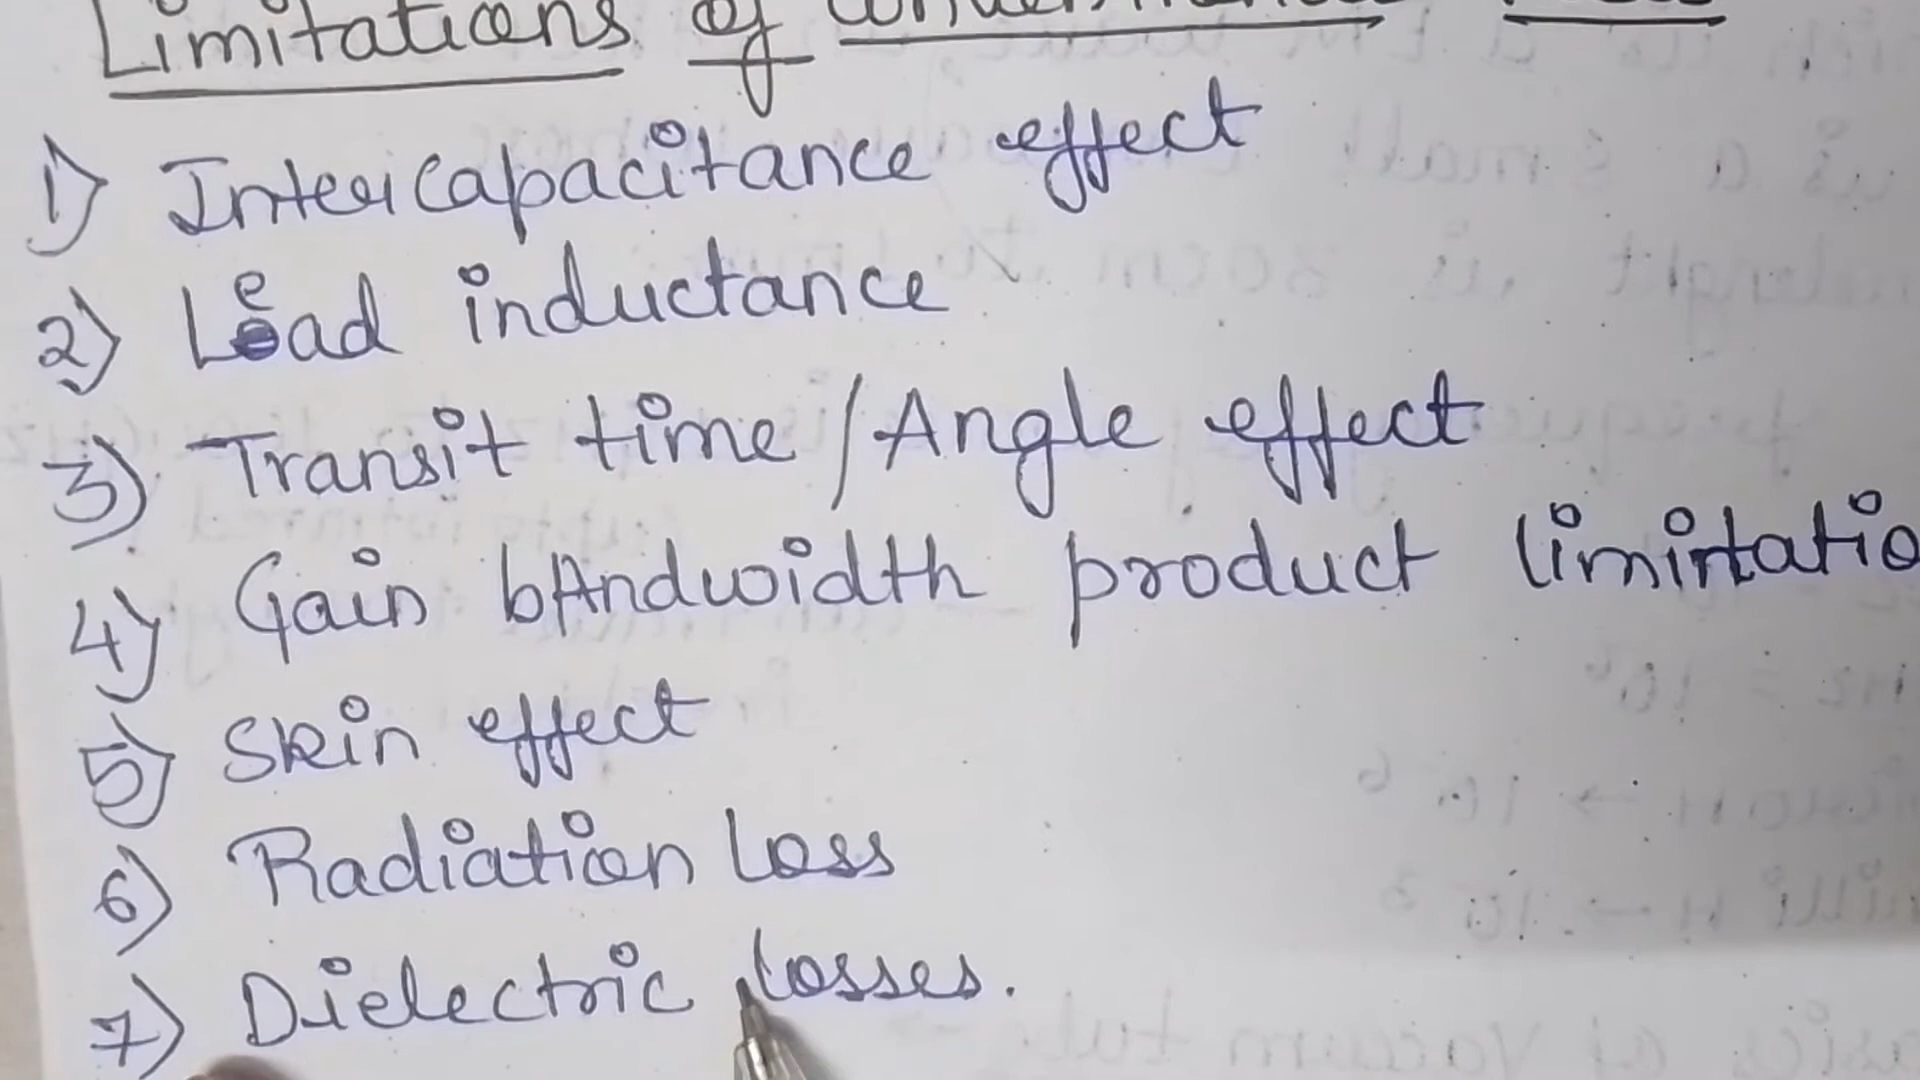 Limitations of
1) Intercapacitance effect
2) Lead inductance
3) Transit time / Angle effect
4) Gain bAndwidth product
5) Skin effect
6) Radiation Loss
7) Dielectric losses.